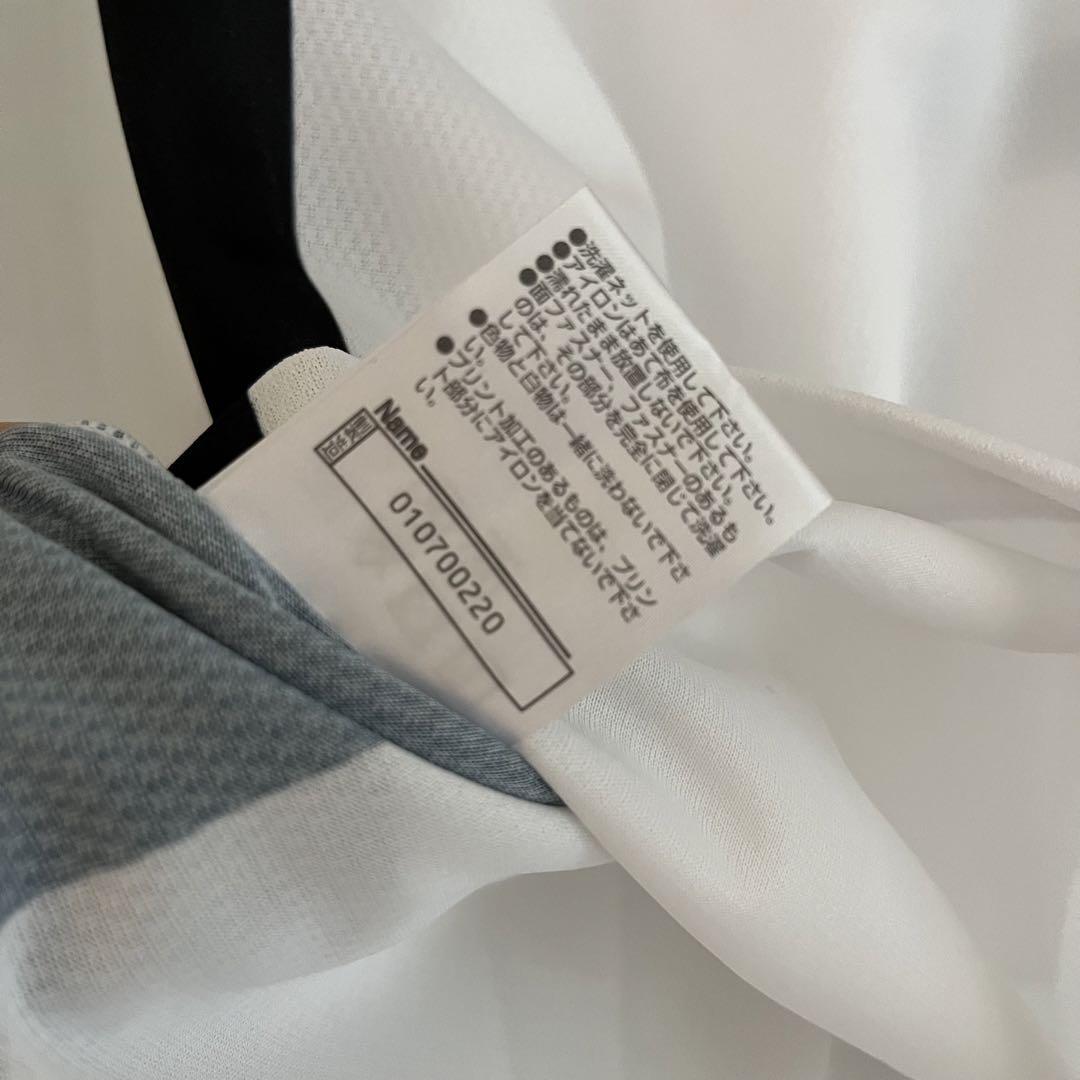 ●洗濯ネットを使用して下さい。
●アイロンはあて布を使用して下さい。
●濡れたまま放置しないで下さい。
●面ファスナー、ファスナーのあるも
のは、その部分を完全に閉じて洗濯
して下さい。
●色物と白物は一緒に洗わないで下さ
い。
●プリント加工のあるものは、プリン
ト部分にアイロンを当てないで下さ
い。
Name
010700220